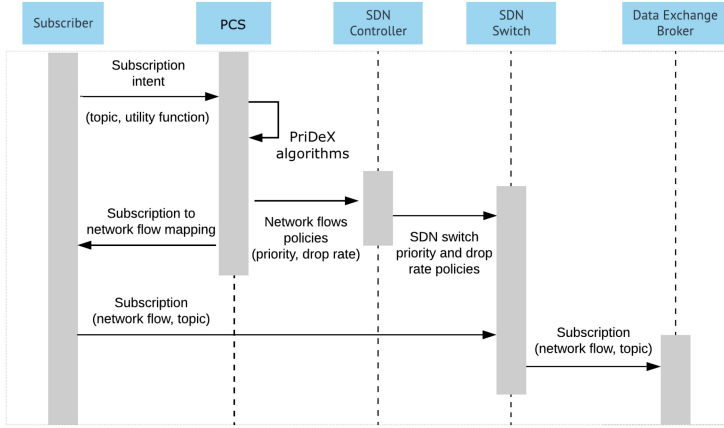 Subscriber
PCS
SDN
Controller
SDN
Switch
Data Exchange
Broker
Subscription
intent
(topic, utility function)
PriDeX
algorithms
Subscription to
network flow mapping
Network flows
policies
(priority, drop rate)
SDN switch
priority and drop
rate policies
Subscription
(network flow, topic)
Subscription
(network flow, topic)